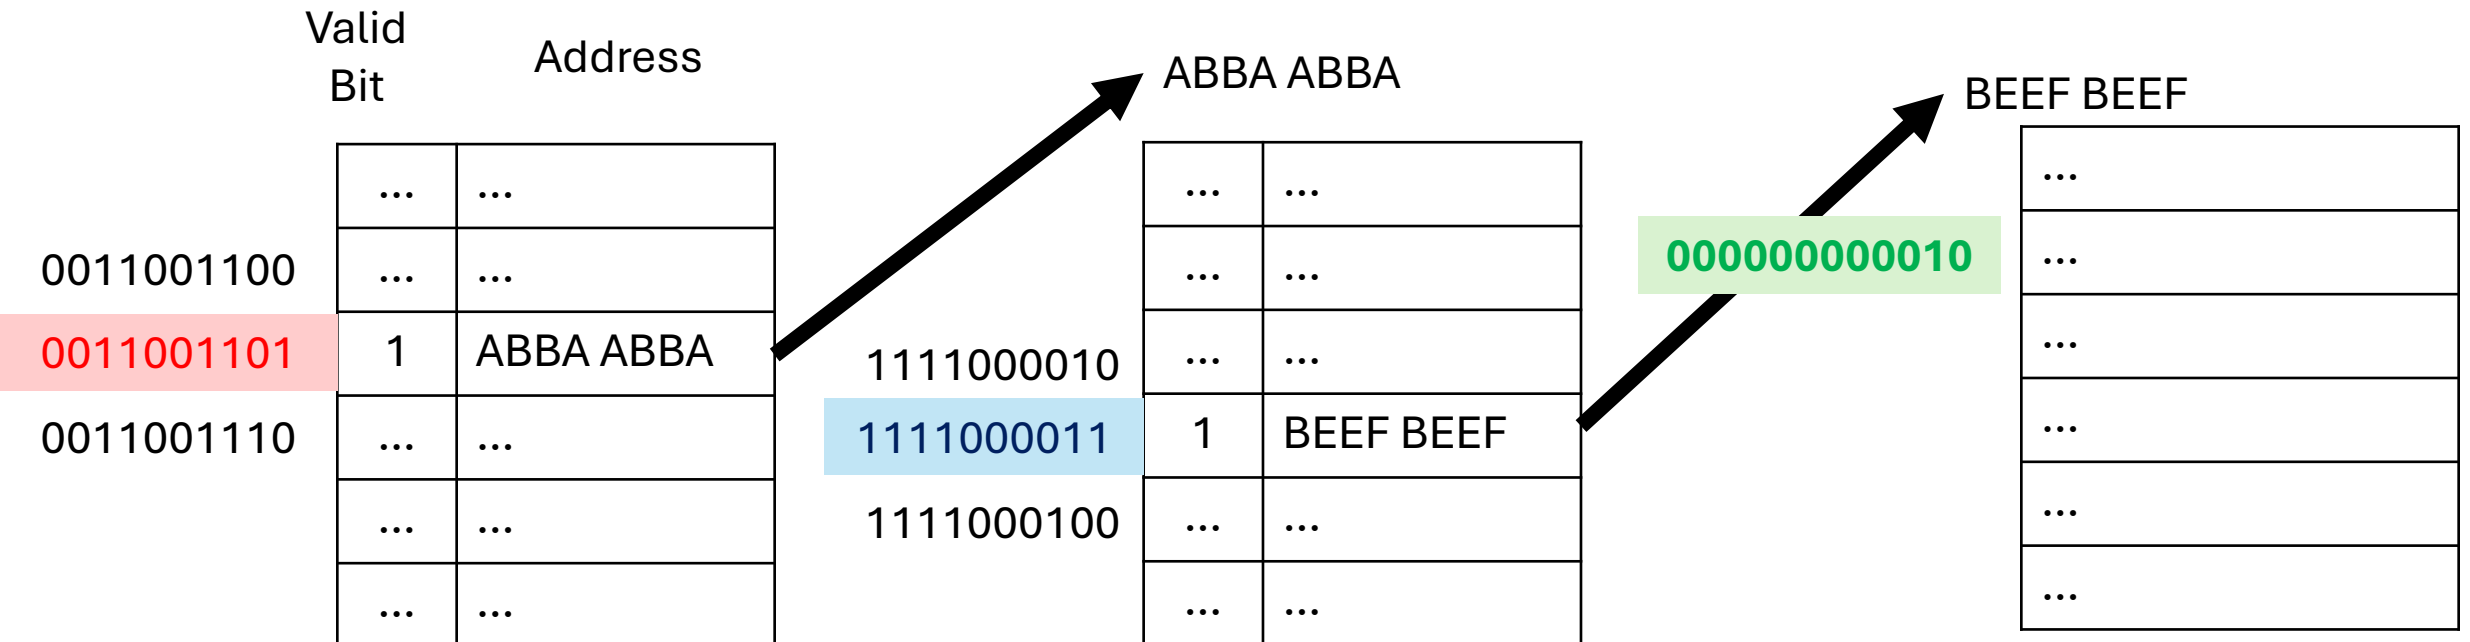 Valid
Bit
Address
... ...
0011001100 ... ...
0011001101 1 ABBA ABBA
0011001110 ... ...
... ...
... ...
ABBA ABBA
... ...
... ...
1111000010 ... ...
1111000011 1 BEEF BEEF
1111000100 ... ...
... ...
BEEF BEEF
...
000000000010 ...
...
...
...
...